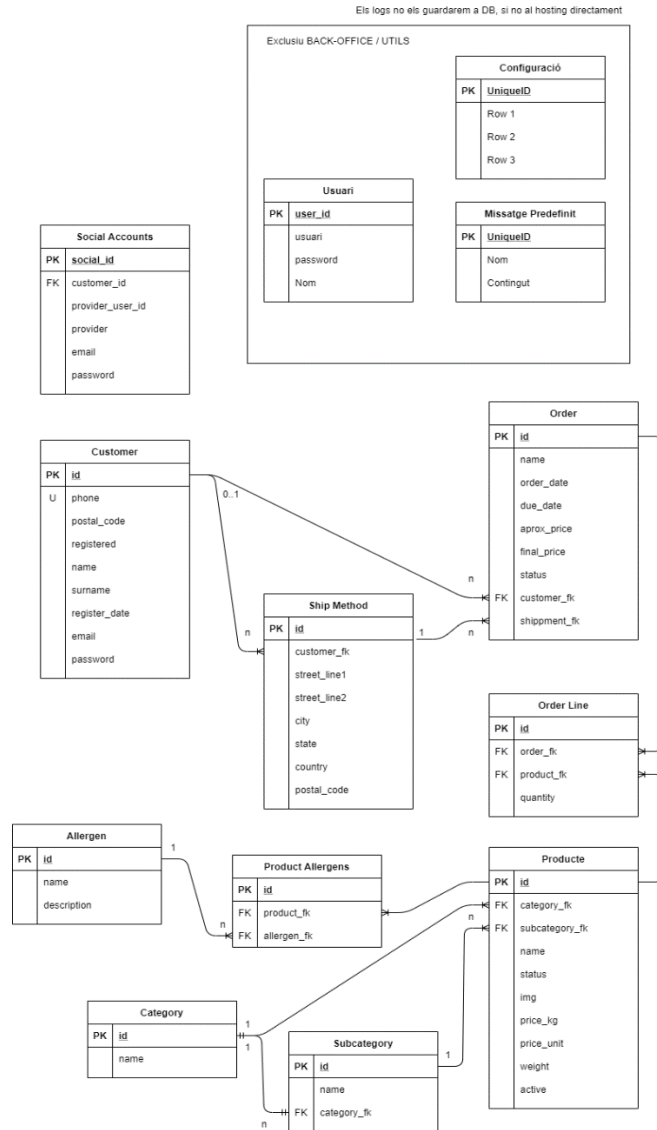 Els logs no els guardarem a DB, si no al hosting directament
Exclusiu BACK-OFFICE / UTILS
Configuració
PK UniqueID
Row 1
Row 2
Row 3
Usuari
PK user_id
usuari
password
Nom
Missatge Predefinit
PK UniqueID
Nom
Contingut
Social Accounts
PK social_id
FK customer_id
provider_user_id
provider
email
password
Customer
PK id
U phone
postal_code
registered
name
surname
register_date
email
password
0..1
n
n
Order
PK id
name
order_date
due_date
aprox_price
final_price
status
FK customer_fk
shippment_fk
Ship Method
PK id
customer_fk
street_line1
street_line2
city
state
country
postal_code
1
n
Order Line
PK id
FK order_fk
FK product_fk
quantity
Allergen
PK id
name
description
1
n
Product Allergens
PK id
FK product_fk
FK allergen_fk
Producte
PK id
FK category_fk
FK subcategory_fk
name
status
img
price_kg
price_unit
weight
active
n
Category
PK id
name
1
1
n
Subcategory
PK id
name
FK category_fk
1